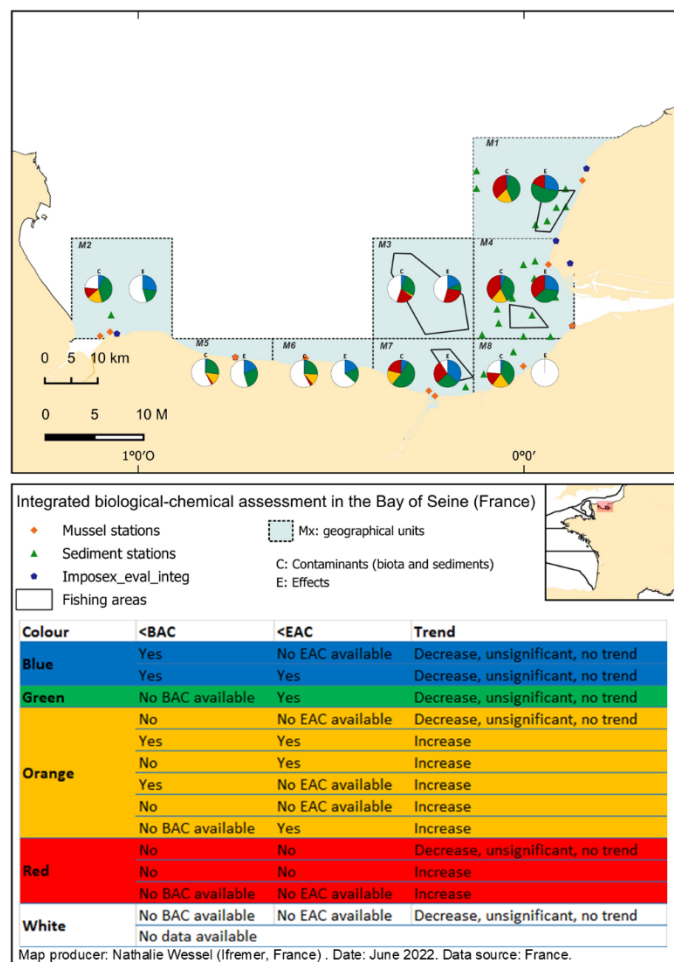 M1
C E
M2
C E
M3
C E
M4
C E
M5
C E
M6
C E
M7
C E
M8
C E
0 5 10 km
0 5 10 M
1°0′ 0°0′
Integrated biological-chemical assessment in the Bay of Seine (France)
Mussel stations
Sediment stations
Imposex_eval_integ
Fishing areas
Mx: geographical units
C: Contaminants (biota and sediments)
E: Effects
Colour <BAC <EAC Trend
Blue
Yes No EAC available Decrease, unsignificant, no trend
Yes Yes Decrease, unsignificant, no trend
Green No BAC available Yes Decrease, unsignificant, no trend
Orange
No No EAC available Decrease, unsignificant, no trend
Yes Yes Increase
No Yes Increase
Yes No EAC available Increase
No No EAC available Increase
No BAC available Yes Increase
Red
No No Decrease, unsignificant, no trend
No No Increase
No BAC available No EAC available Increase
White
No BAC available No EAC available Decrease, unsignificant, no trend
No data available
Map producer: Nathalie Wessel (Ifremer, France) . Date: June 2022. Data source: France.